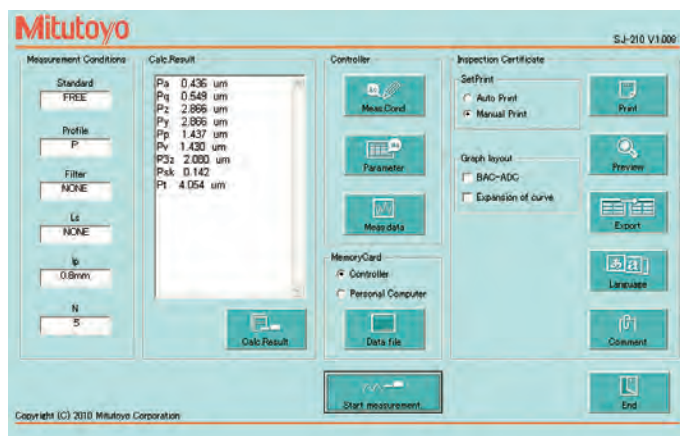 Mitutoyo
SJ-210 V1.006
Measurement Conditions
Standard
FREE
Profile
P
Filter
NONE
Ls
NONE
lp
0.8mm
N
5
Calc.Result
Pa 0.436 um
Pq 0.549 um
Pz 2.866 um
Py 2.866 um
Pp 1.437 um
Pv 1.430 um
P3z 2.080 um
Psk 0.142
Pt 4.054 um
Calc.Result
Controller
Meas.Cond
Parameter
Meas.data
MemoryCard
Controller
Personal Computer
Data file
Start measurement.
Inspection Certificate
SetPrint
Auto Print
Manual Print
Graph layout
BAC-ADC
Expansion of curve
Print
Preview
Export
Language
Comment
End
Copyright (C) 2010 Mitutoyo Corporation